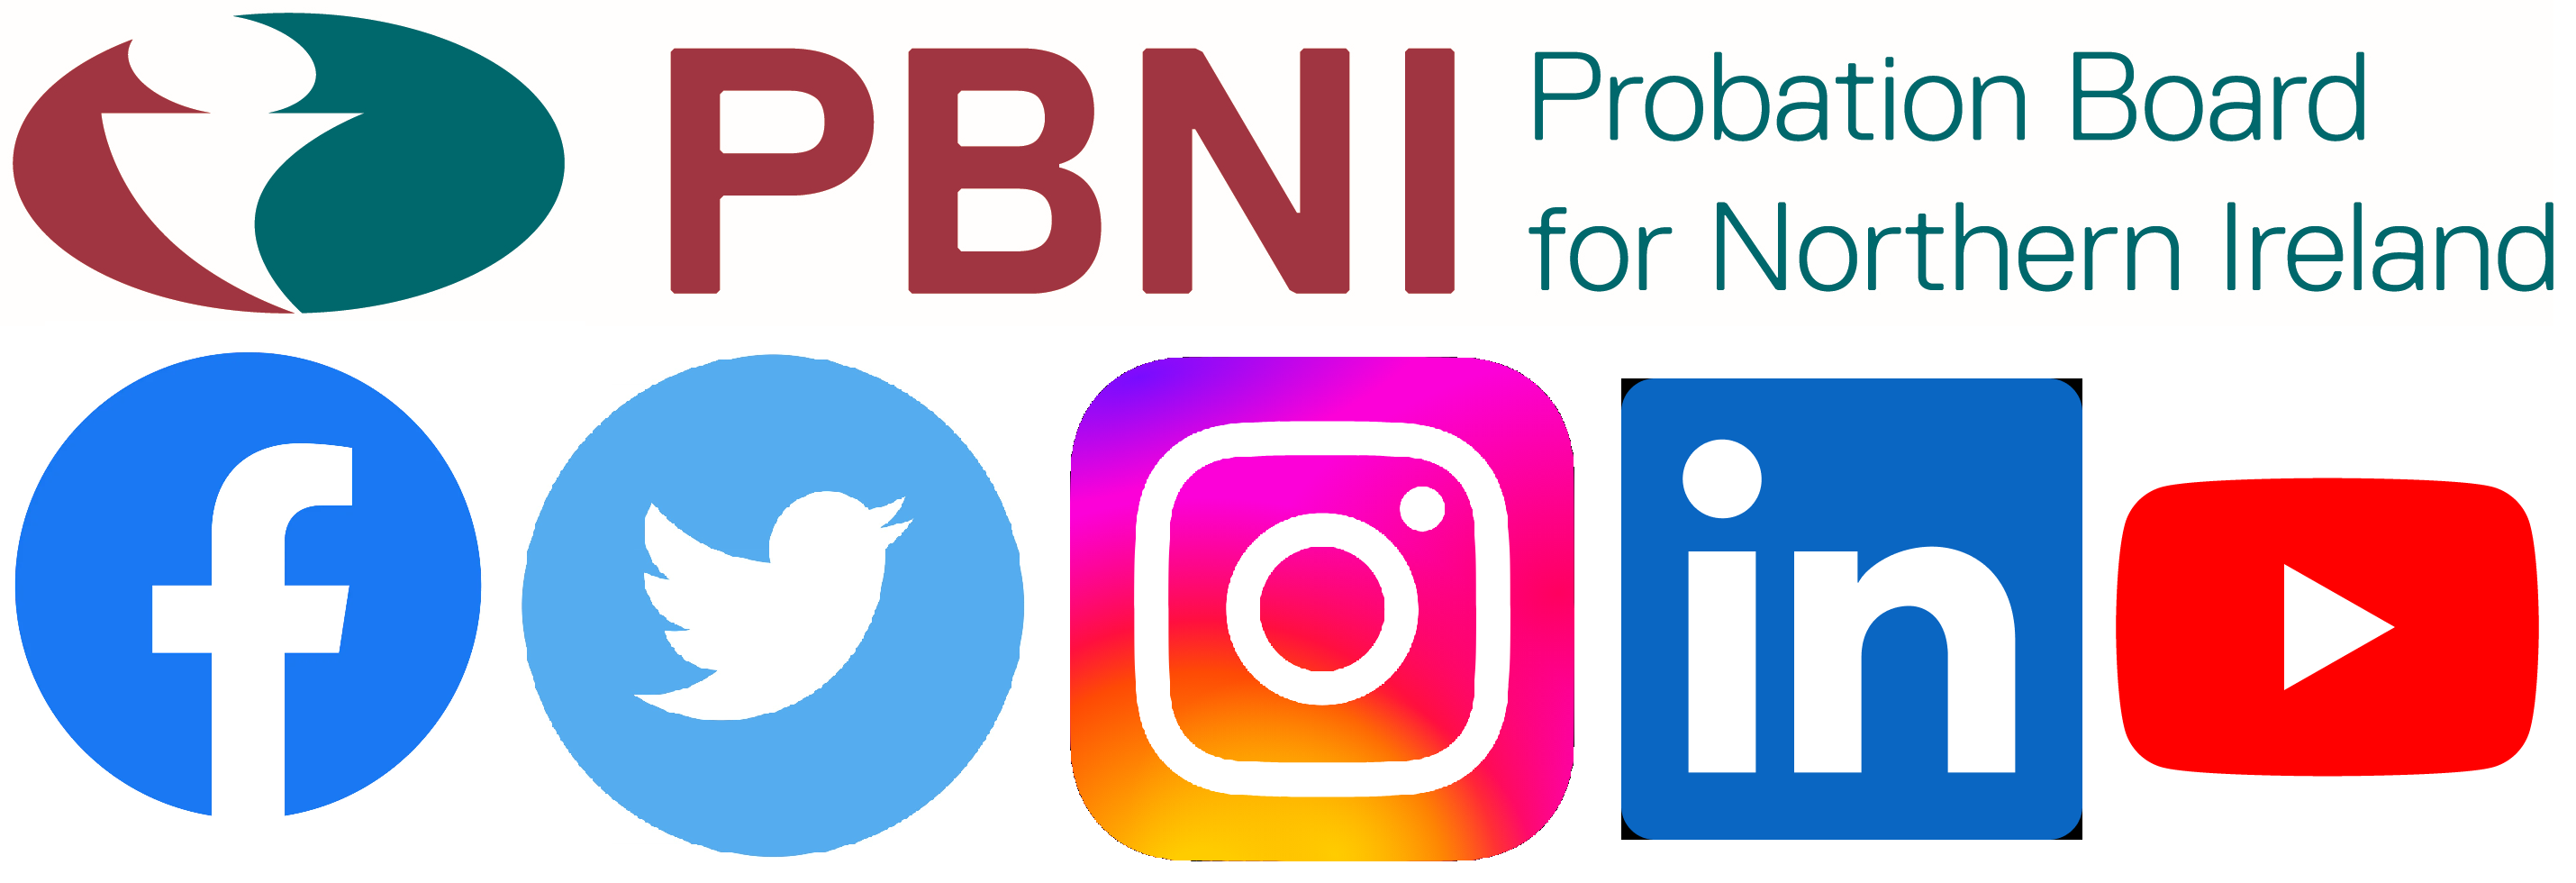 PBNI
Probation Board
for Northern Ireland
f
in